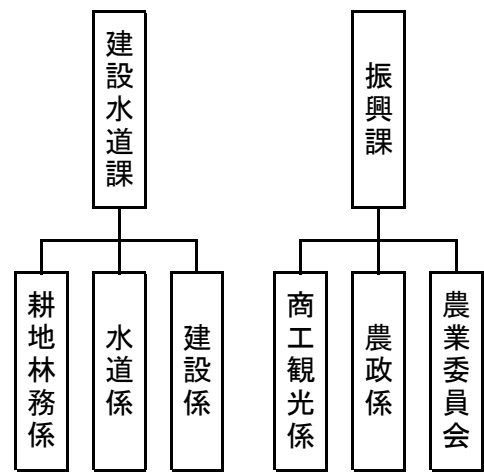 建設水道課
振興課
耕地林務係
水道係
建設係
商工観光係
農政係
農業委員会